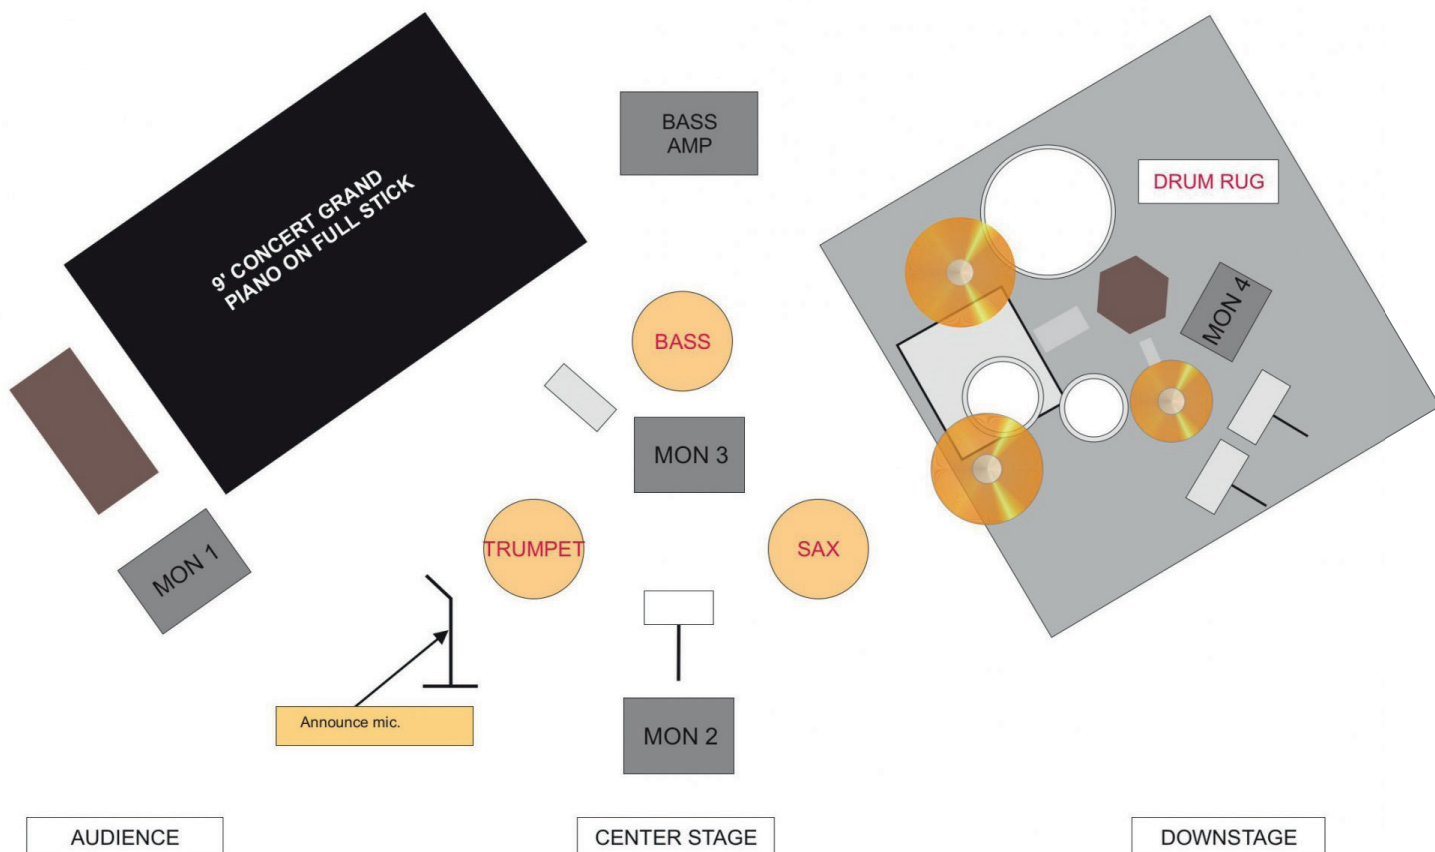 BASS
AMP
9' CONCERT GRAND
PIANO ON FULL STICK
DRUM RUG
MON 4
BASS
MON 3
TRUMPET
SAX
MON 1
Announce mic.
MON 2
AUDIENCE
CENTER STAGE
DOWNSTAGE